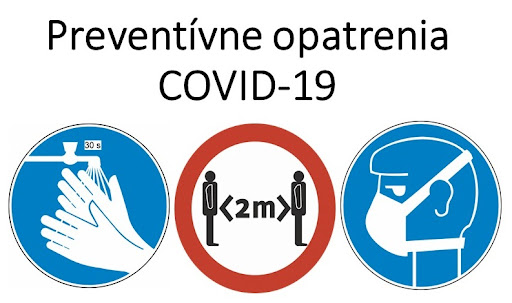 Preventívne opatrenia
COVID-19
30 s
<2m>